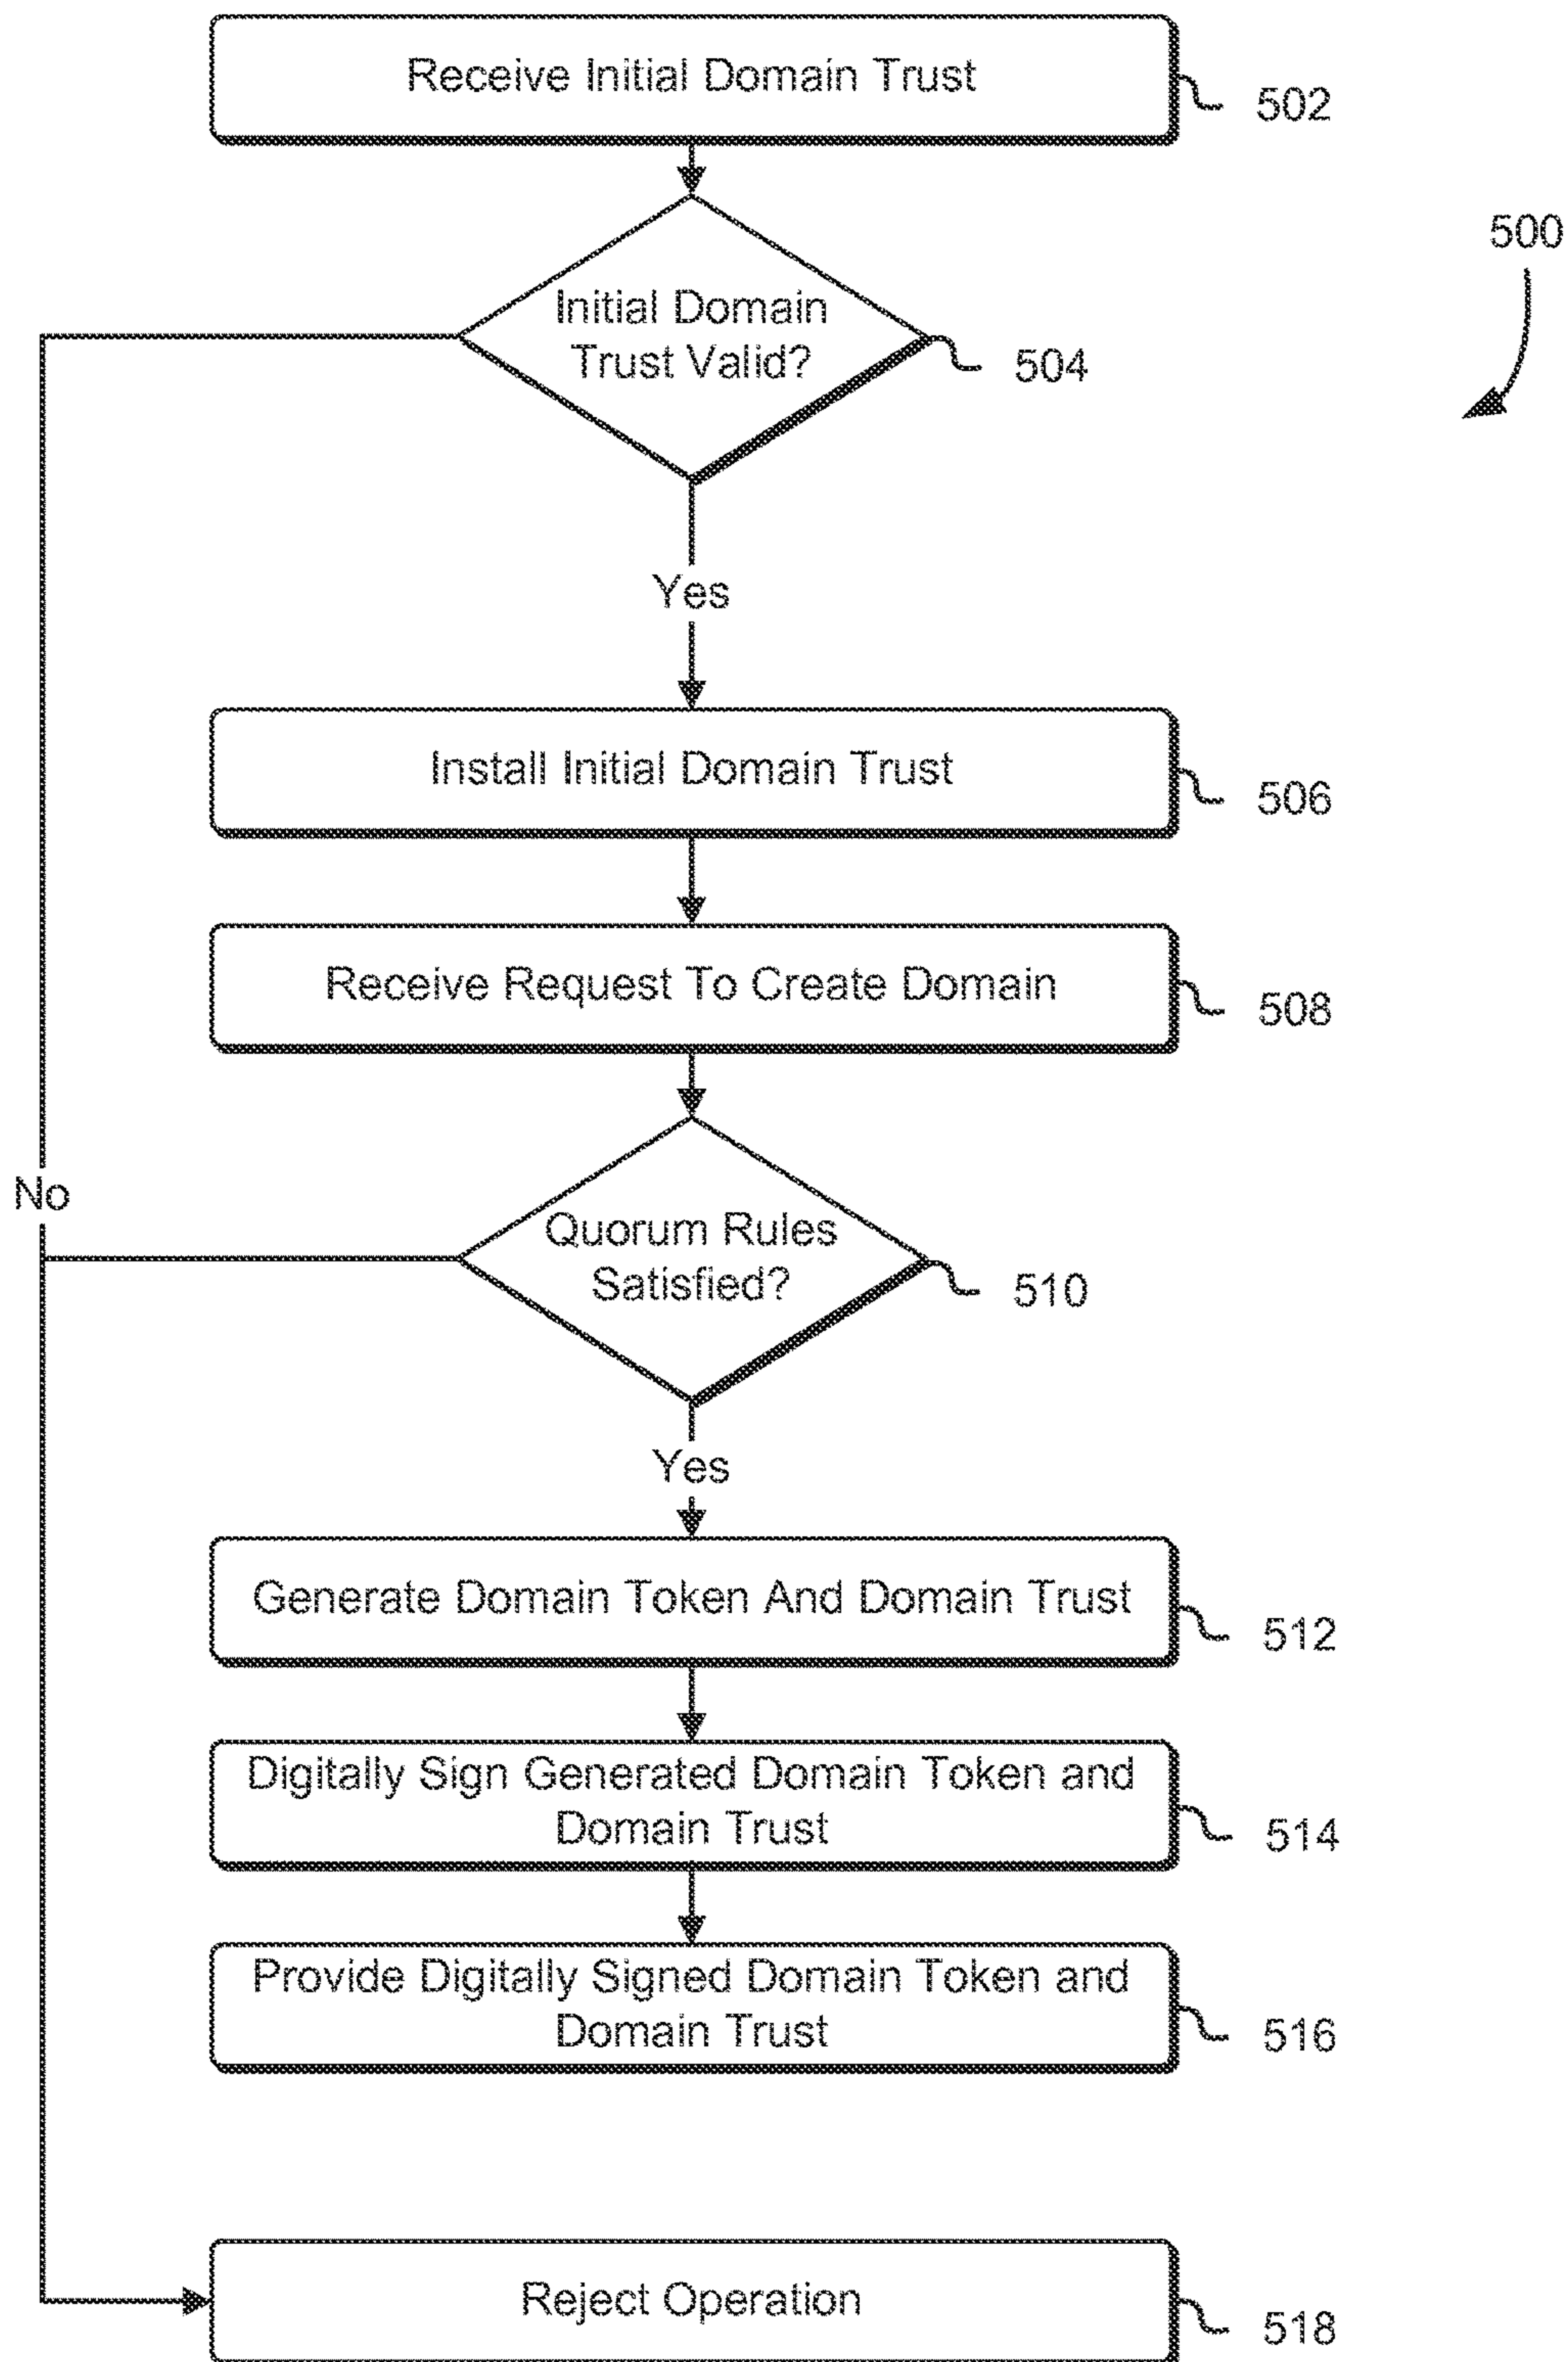 Receive Initial Domain Trust
502
500
Initial Domain
Trust Valid?
504
Yes
Install Initial Domain Trust
506
Receive Request To Create Domain
508
No
Quorum Rules
Satisfied?
510
Yes
Generate Domain Token And Domain Trust
512
Digitally Sign Generated Domain Token and
Domain Trust
514
Provide Digitally Signed Domain Token and
Domain Trust
516
Reject Operation
518